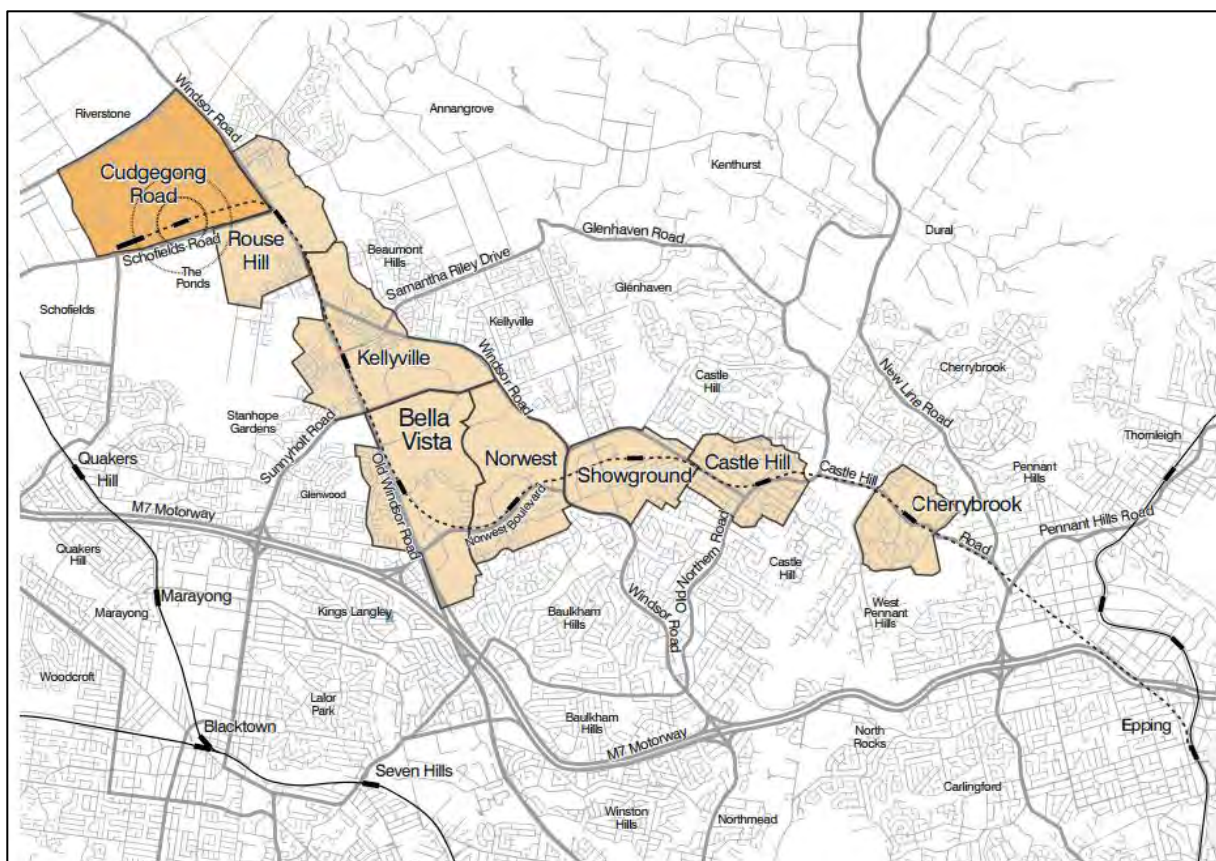 Windsor Road
Riverstone
Annangrove
Cudgegong
Road
Kenthurst
Dural
Glenhaven Road
Schofields Road
Rouse
Hill
Beaumont
Hills
Samantha Riley Drive
The
Ponds
Glenhaven
Schofields
Kellyville
Kellyville
Windsor Road
New Line Road
Cherrybrook
Castle
Hill
Stanhope
Gardens
Sunnyholt Road
Bella
Vista
Norwest
Showground
Castle Hill
Castle Hill
Road
Cherrybrook
Pennant
Hills
Thornleigh
Pennant Hills Road
Quakers
Hill
Glenwood
Old Windsor Road
Norwest Boulevard
M7 Motorway
Quakers
Hill
Marayong
Marayong
Kings Langley
Baulkham
Hills
Windsor Road
Old Northern Road
Castle
Hill
West
Pennant
Hills
Woodcroft
Lalor
Park
Blacktown
Baulkham
Hills
M7 Motorway
North
Rocks
Epping
Seven Hills
Carlingford
Winston
Hills
Northmead